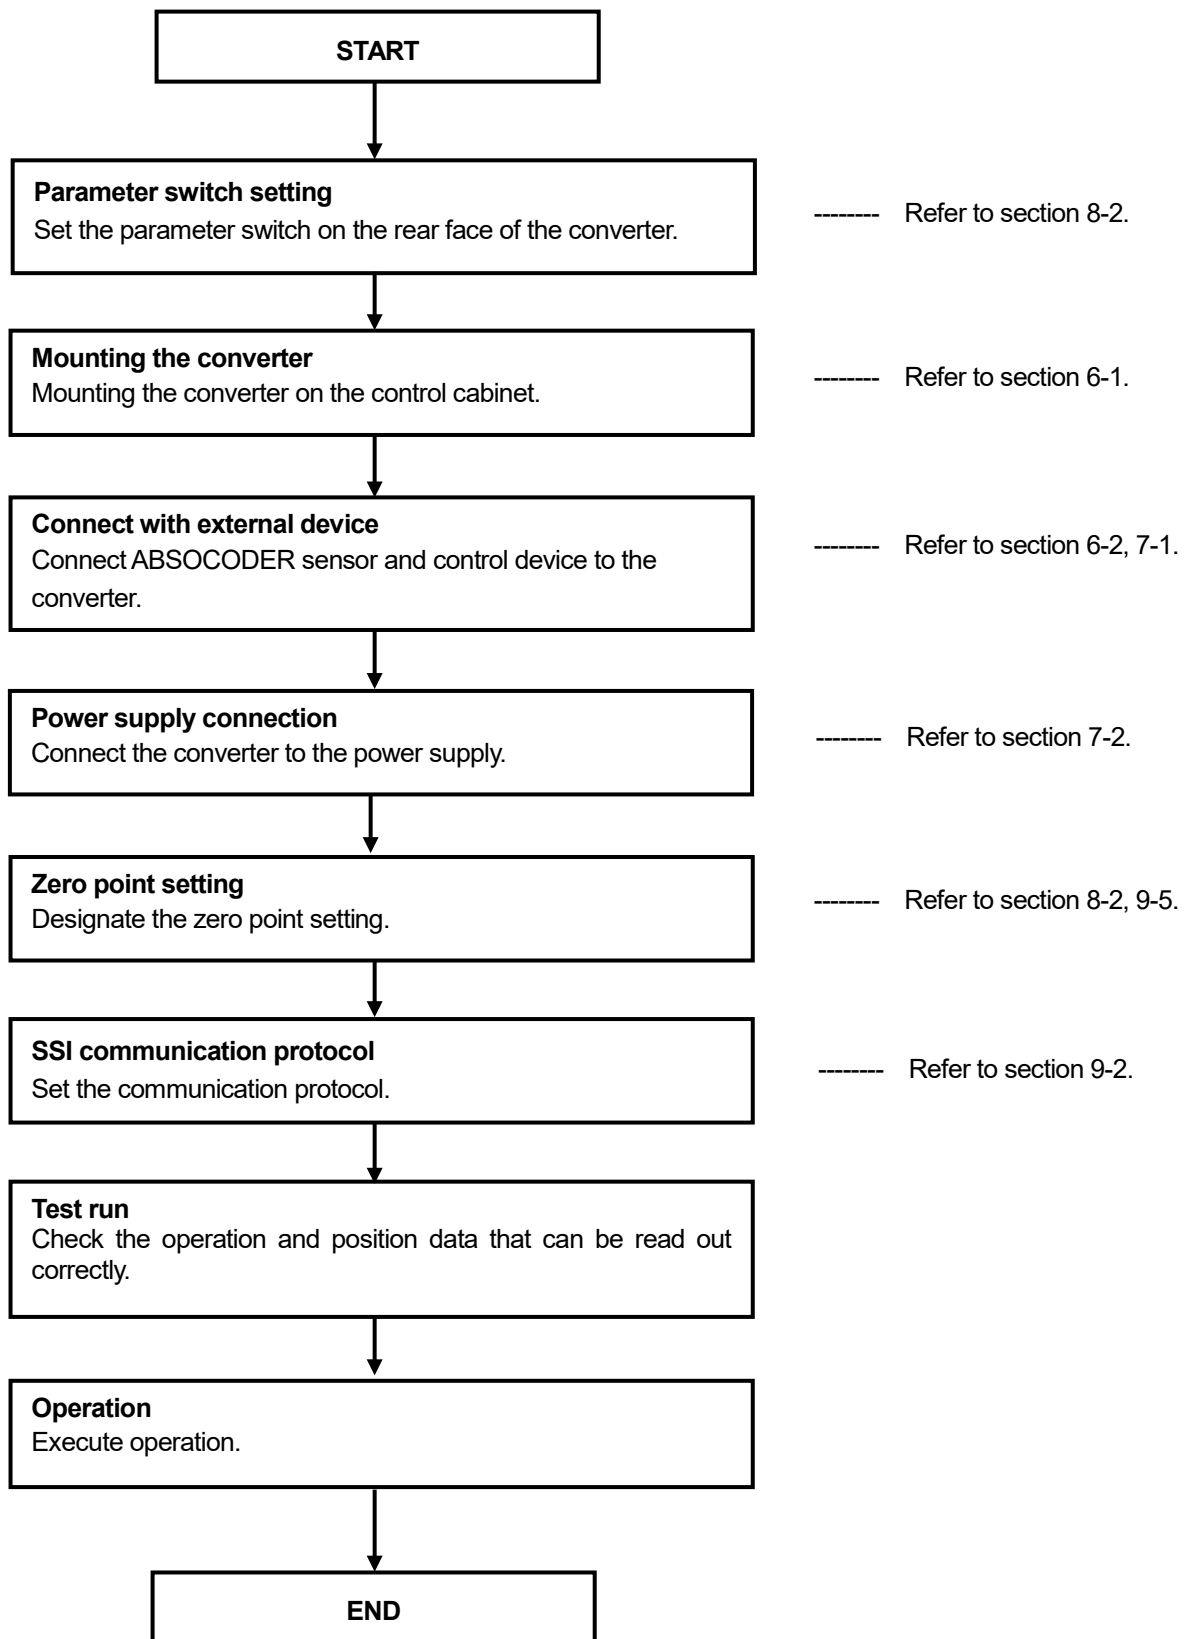 START
Parameter switch setting
Set the parameter switch on the rear face of the converter.
-------- Refer to section 8-2.
Mounting the converter
Mounting the converter on the control cabinet.
-------- Refer to section 6-1.
Connect with external device
Connect ABSOCODER sensor and control device to the
converter.
-------- Refer to section 6-2, 7-1.
Power supply connection
Connect the converter to the power supply.
-------- Refer to section 7-2.
Zero point setting
Designate the zero point setting.
-------- Refer to section 8-2, 9-5.
SSI communication protocol
Set the communication protocol.
-------- Refer to section 9-2.
Test run
Check the operation and position data that can be read out
correctly.
Operation
Execute operation.
END